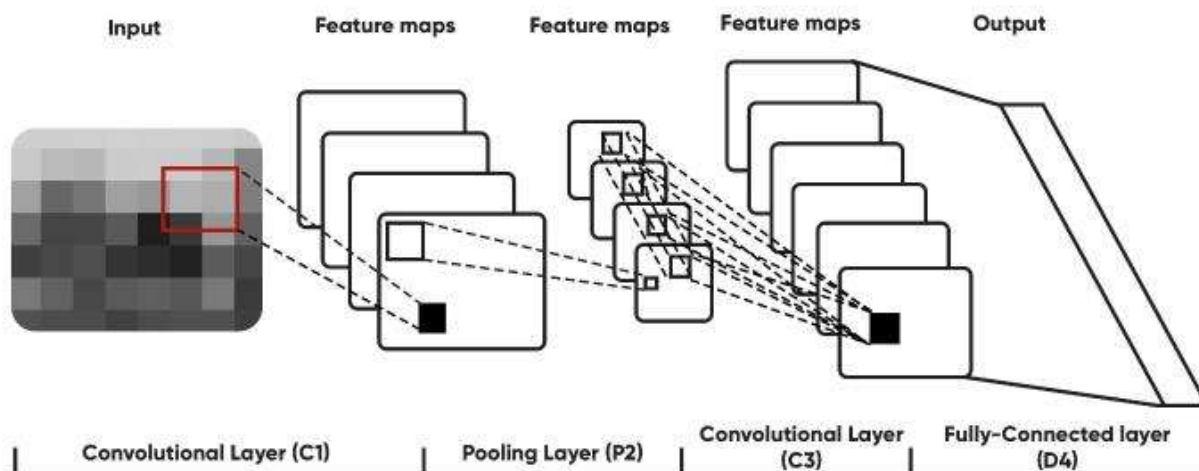 Input
Feature maps
Feature maps
Feature maps
Output
Convolutional Layer (C1)
Pooling Layer (P2)
Convolutional Layer
(C3)
Fully-Connected layer
(D4)